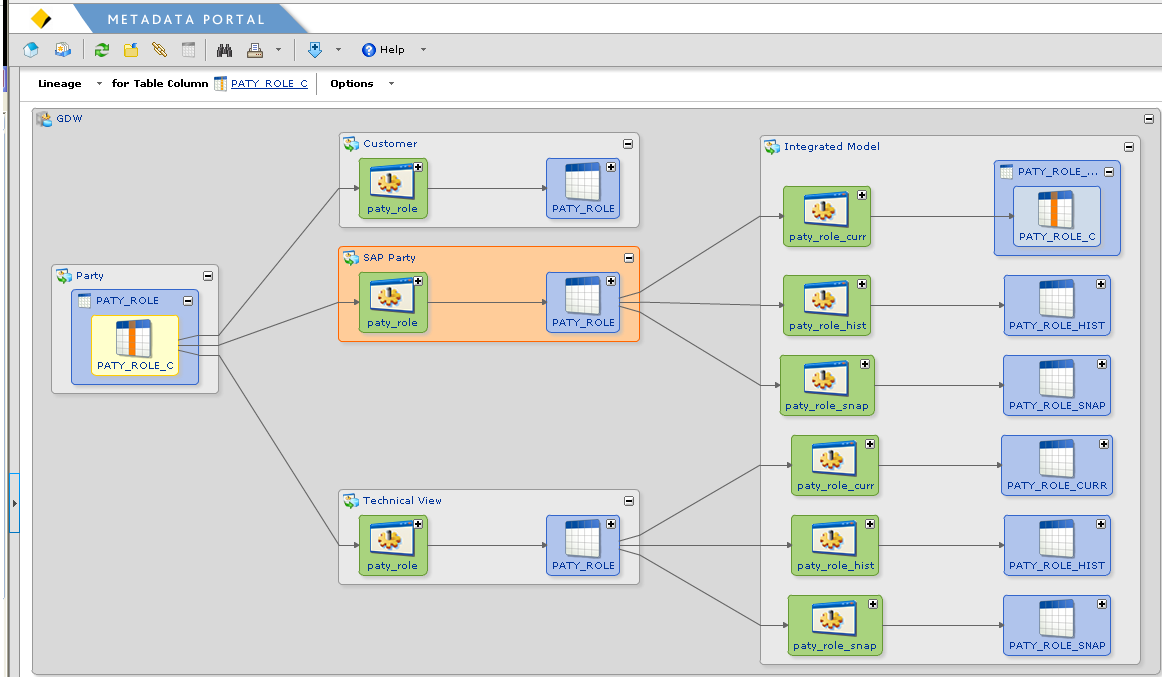 METADATA PORTAL
Help
Lineage for Table Column PATY_ROLE_C Options
GDW
Party
PATY_ROLE
PATY_ROLE_C
Customer
paty_role
PATY_ROLE
SAP Party
paty_role
PATY_ROLE
Technical View
paty_role
PATY_ROLE
Integrated Model
paty_role_curr
PATY_ROLE_...
PATY_ROLE_C
paty_role_hist
PATY_ROLE_HIST
paty_role_snap
PATY_ROLE_SNAP
paty_role_curr
PATY_ROLE_CURR
paty_role_hist
PATY_ROLE_HIST
paty_role_snap
PATY_ROLE_SNAP